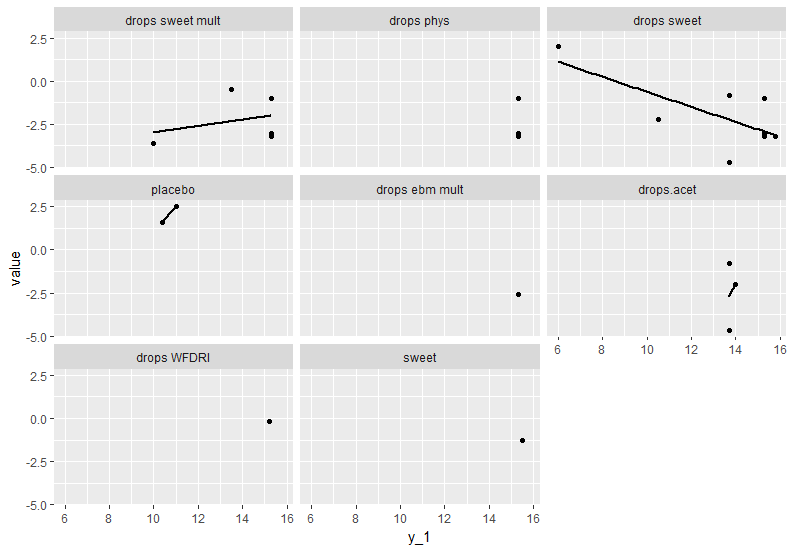 drops sweet mult
drops phys
drops sweet
2.5
0.0
-2.5
-5.0
placebo
drops ebm mult
drops.acet
2.5
0.0
-2.5
-5.0
value
6 8 10 12 14 16
drops WFDRI
sweet
2.5
0.0
-2.5
-5.0
6 8 10 12 14 16
6 8 10 12 14 16
y_1